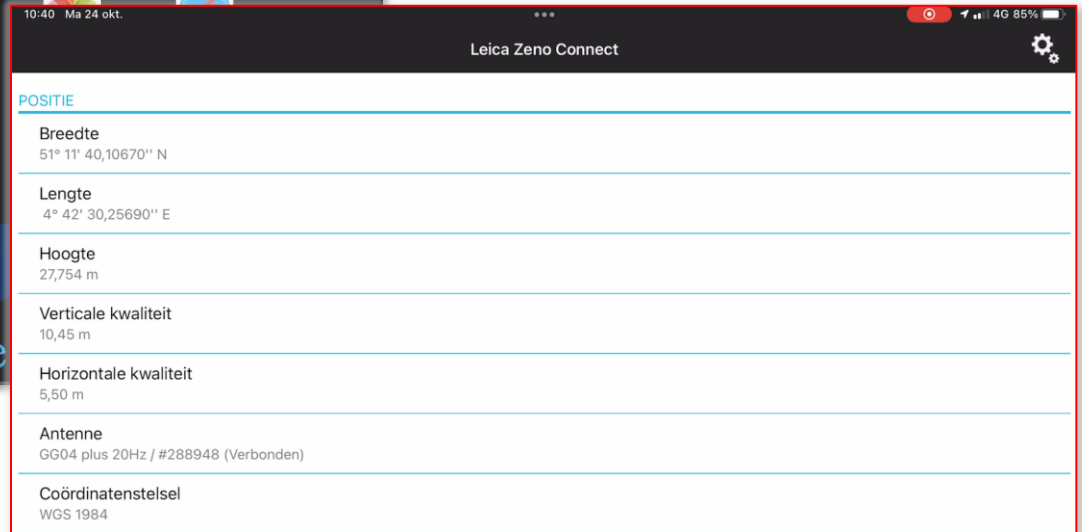 10:40 Ma 24 okt.
4G 85%
Leica Zeno Connect
POSITIE
Breedte
51° 11' 40,10670'' N
Lengte
4° 42' 30,25690'' E
Hoogte
27,754 m
Verticale kwaliteit
10,45 m
Horizontale kwaliteit
5,50 m
Antenne
GG04 plus 20Hz / #288948 (Verbonden)
Coördinatenstelsel
WGS 1984